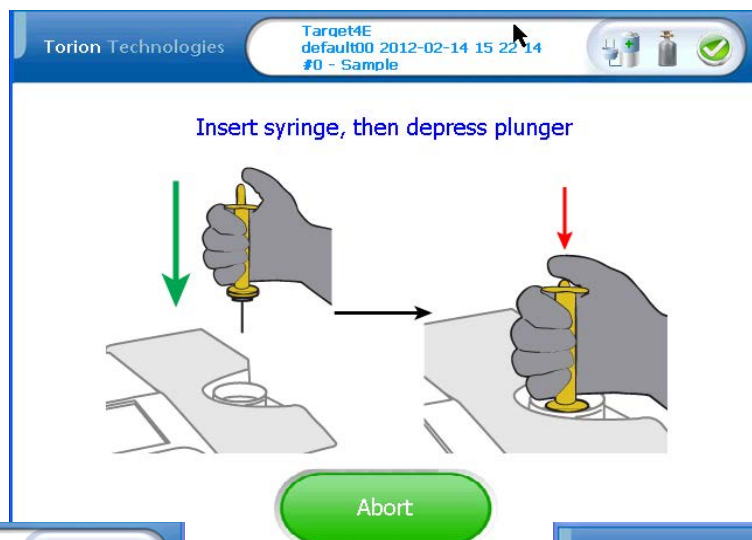 Torion Technologies
Target4E
default00 2012-02-14 15 22 14
#0 - Sample
Insert syringe, then depress plunger
Abort